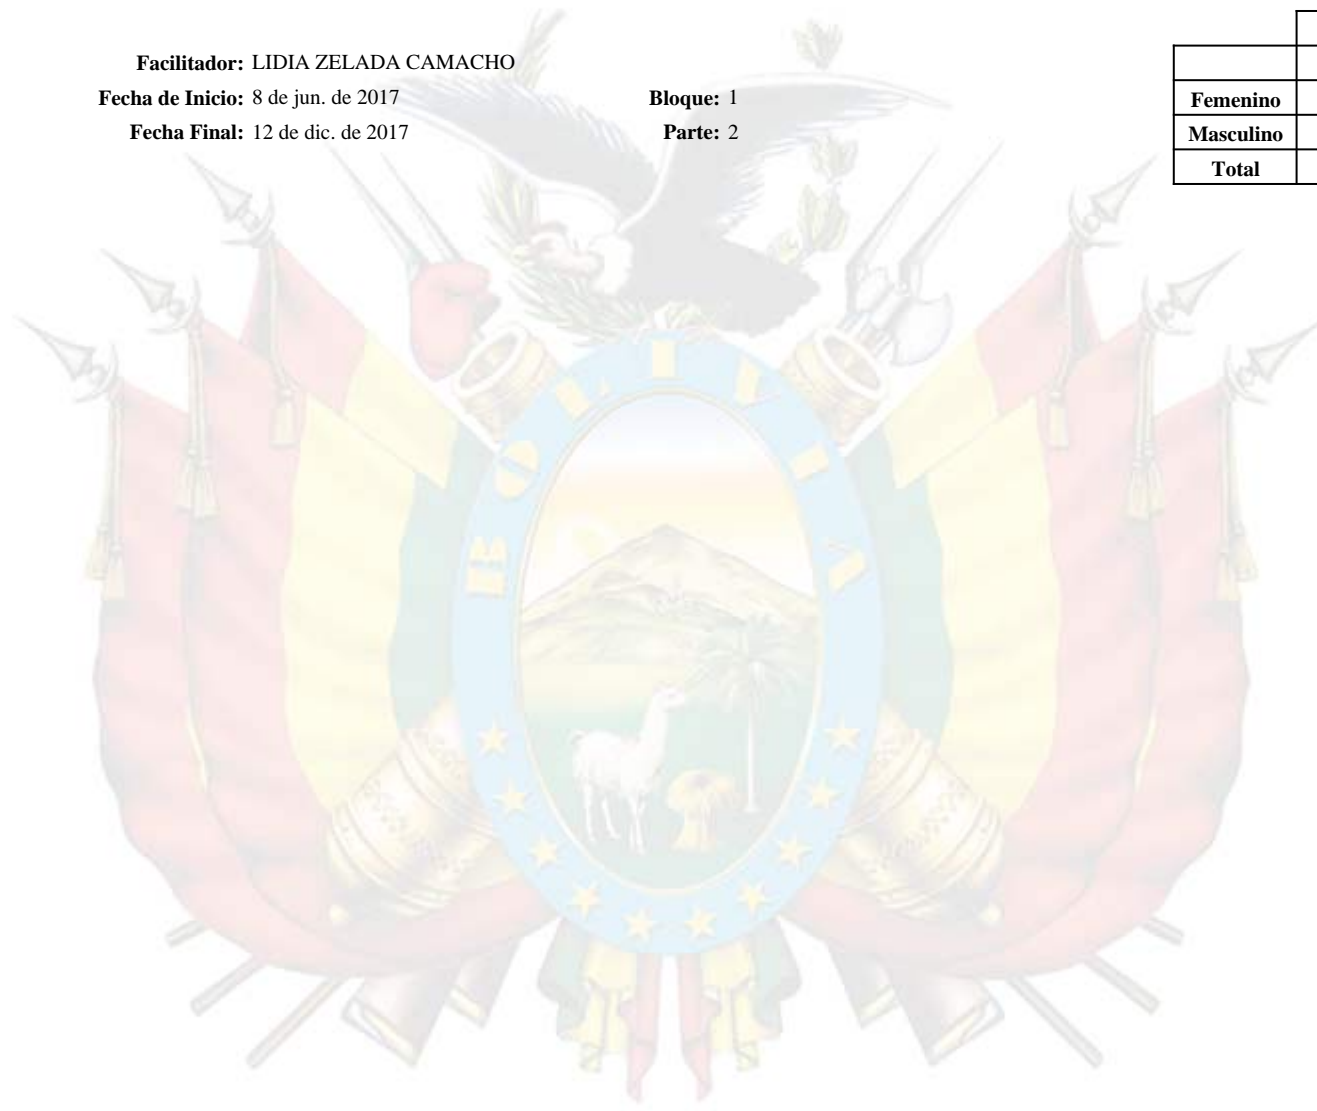 Facilitador: LIDIA ZELADA CAMACHO
Fecha de Inicio: 8 de jun. de 2017 Bloque: 1
Fecha Final: 12 de dic. de 2017 Parte: 2
Femenino
Masculino
Total
BOLIVIA